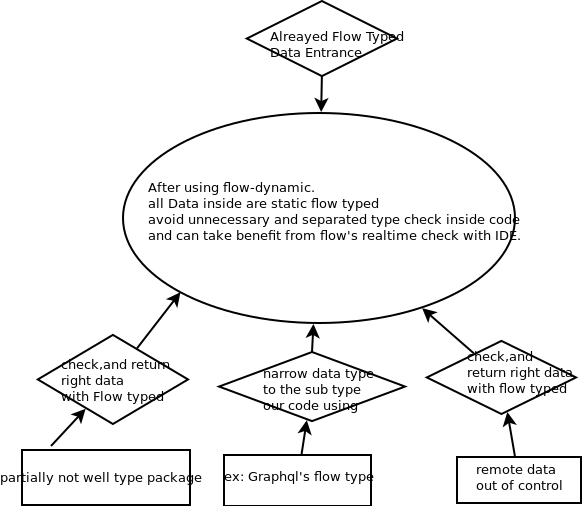 Alreayed Flow Typed
Data Entrance
After using flow-dynamic.
all Data inside are static flow typed
avoid unnecessary and separated type check inside code
and can take benefit from flow's realtime check with IDE.
check,and return
right data
with Flow typed
narrow data type
to the sub type
our code using
check,and
return right data
with flow typed
partially not well type package
ex: Graphql's flow type
remote data
out of control